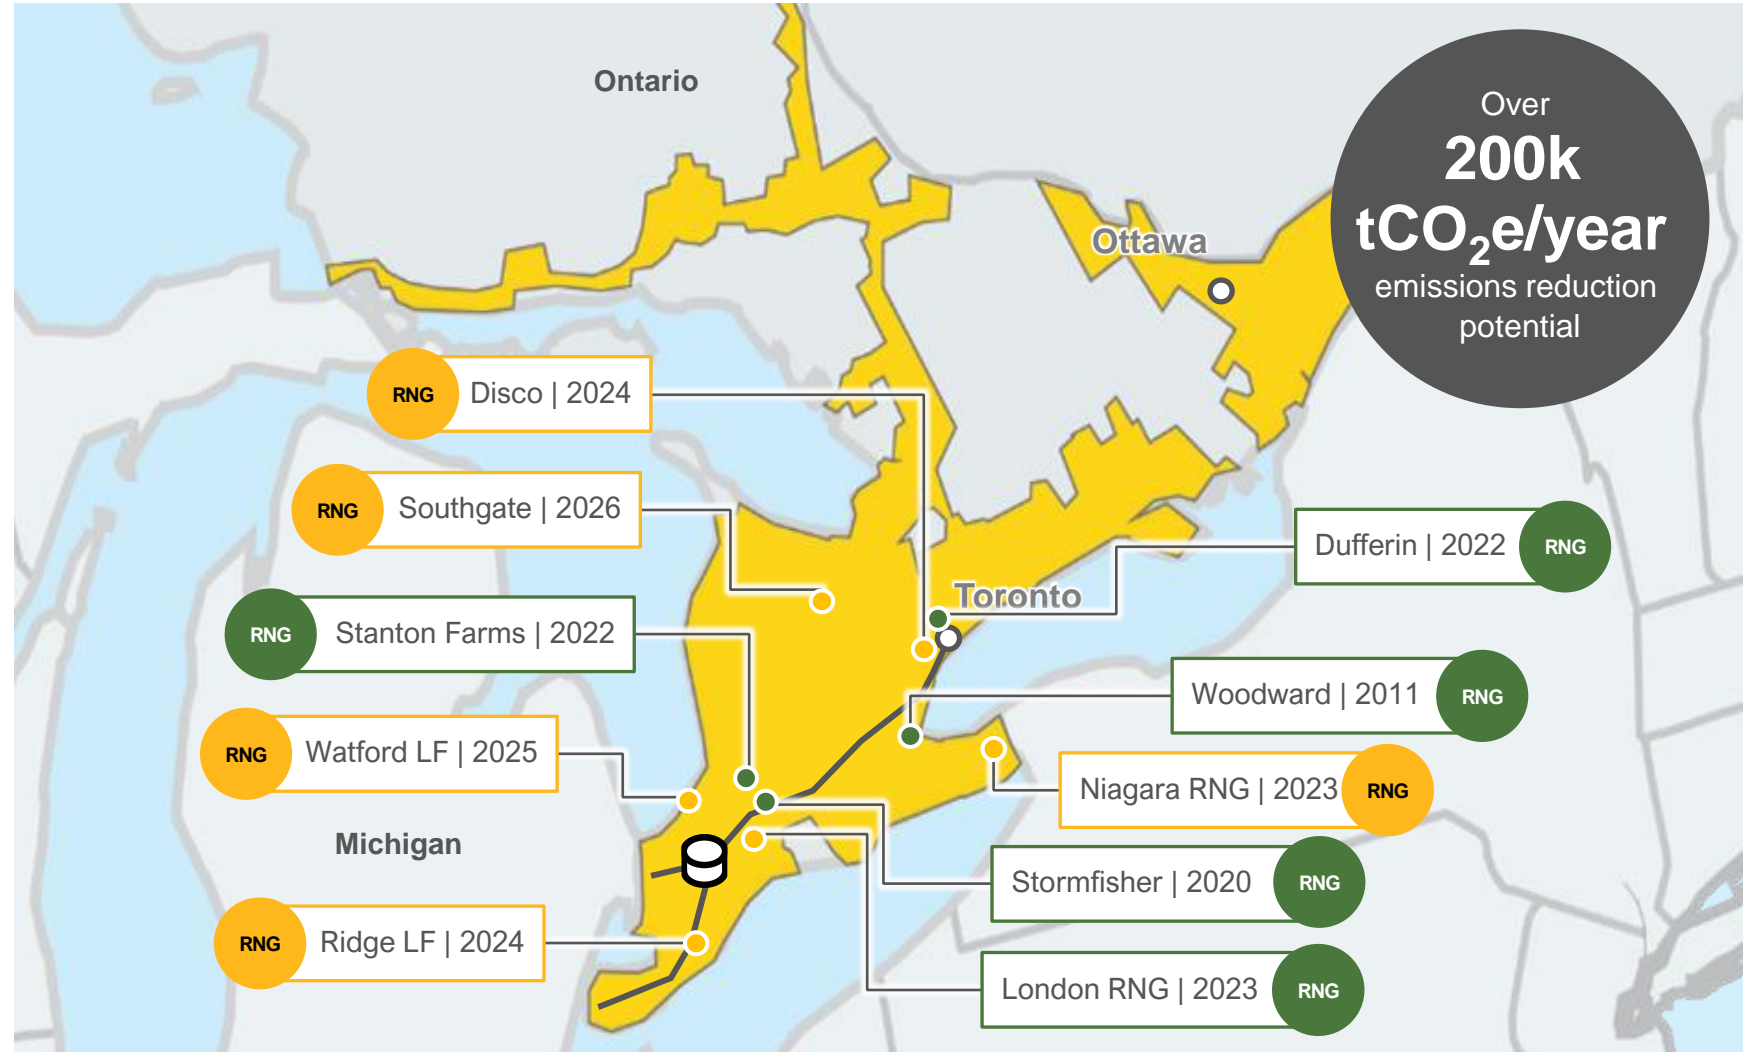 Ontario
Over
200k
tCO₂e/year
emissions reduction
potential
Ottawa
RNG Disco | 2024
RNG Southgate | 2026
Dufferin | 2022 RNG
Toronto
RNG Stanton Farms | 2022
Woodward | 2011 RNG
RNG Watford LF | 2025
Niagara RNG | 2023 RNG
Michigan
Stormfisher | 2020 RNG
RNG Ridge LF | 2024
London RNG | 2023 RNG